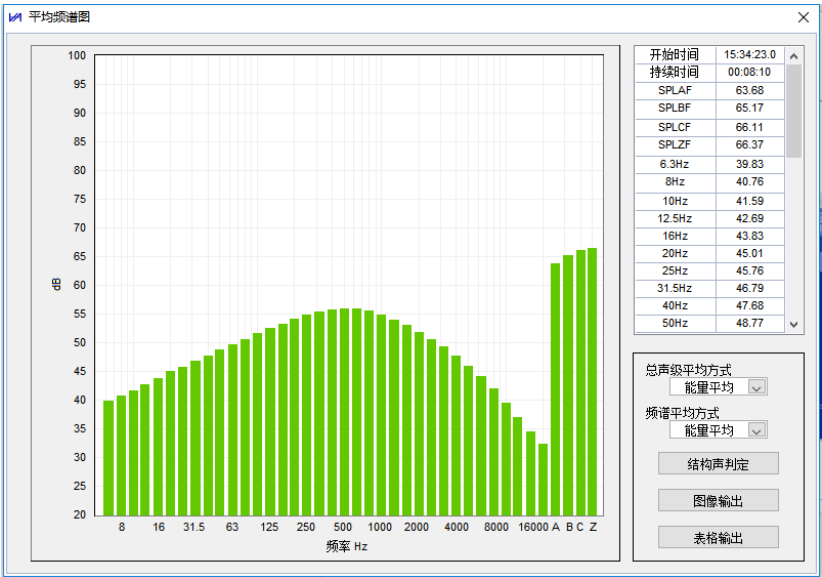 平均频谱图
100
95
90
85
80
75
70
65
60
55
50
45
40
35
30
25
20
dB
8 16 31.5 63 125 250 500 1000 2000 4000 8000 16000 A B C Z
频率 Hz
开始时间 15:34:23.0
持续时间 00:08:10
SPLAF 63.68
SPLBF 65.17
SPLCF 66.11
SPLZF 66.37
6.3Hz 39.83
8Hz 40.76
10Hz 41.59
12.5Hz 42.69
16Hz 43.83
20Hz 45.01
25Hz 45.76
31.5Hz 46.79
40Hz 47.68
50Hz 48.77
总声级平均方式
能量平均
频谱平均方式
能量平均
结构声判定
图像输出
表格输出